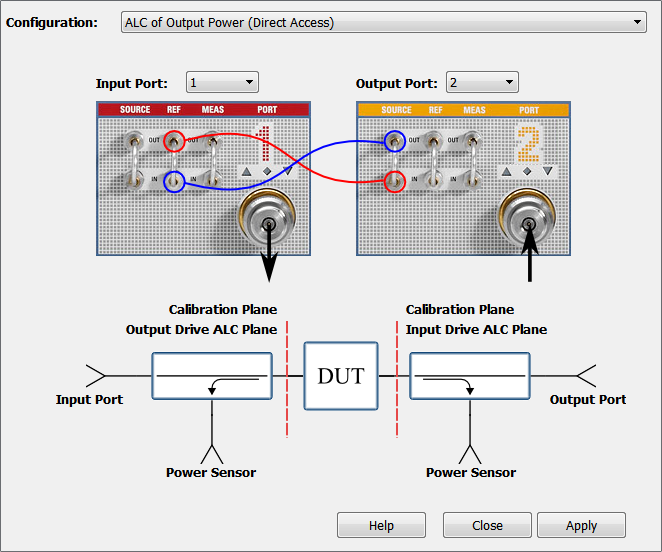 Configuration: ALC of Output Power (Direct Access)
Input Port: 1
Output Port: 2
SOURCE REF MEAS PORT
OUT OUT
IN IN
1
SOURCE REF MEAS PORT
OUT OUT
IN IN
2
Calibration Plane
Output Drive ALC Plane
Calibration Plane
Input Drive ALC Plane
DUT
Input Port
Output Port
Power Sensor
Power Sensor
Help Close Apply